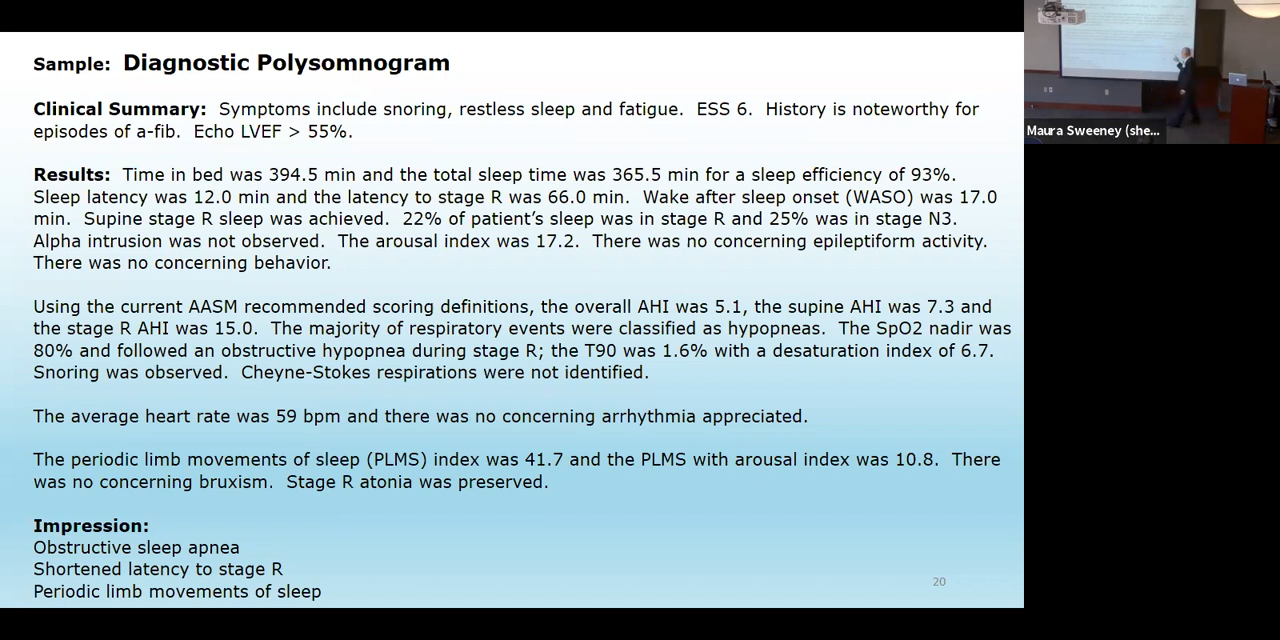 Sample: Diagnostic Polysomnogram
Clinical Summary: Symptoms include snoring, restless sleep and fatigue. ESS 6. History is noteworthy for
episodes of a-fib. Echo LVEF > 55%.
Results: Time in bed was 394.5 min and the total sleep time was 365.5 min for a sleep efficiency of 93%.
Sleep latency was 12.0 min and the latency to stage R was 66.0 min. Wake after sleep onset (WASO) was 17.0
min. Supine stage R sleep was achieved. 22% of patient’s sleep was in stage R and 25% was in stage N3.
Alpha intrusion was not observed. The arousal index was 17.2. There was no concerning epileptiform activity.
There was no concerning behavior.
Using the current AASM recommended scoring definitions, the overall AHI was 5.1, the supine AHI was 7.3 and
the stage R AHI was 15.0. The majority of respiratory events were classified as hypopneas. The SpO2 nadir was
80% and followed an obstructive hypopnea during stage R; the T90 was 1.6% with a desaturation index of 6.7.
Snoring was observed. Cheyne-Stokes respirations were not identified.
The average heart rate was 59 bpm and there was no concerning arrhythmia appreciated.
The periodic limb movements of sleep (PLMS) index was 41.7 and the PLMS with arousal index was 10.8. There
was no concerning bruxism. Stage R atonia was preserved.
Impression:
Obstructive sleep apnea
Shortened latency to stage R
Periodic limb movements of sleep
20
Maura Sweeney (she...